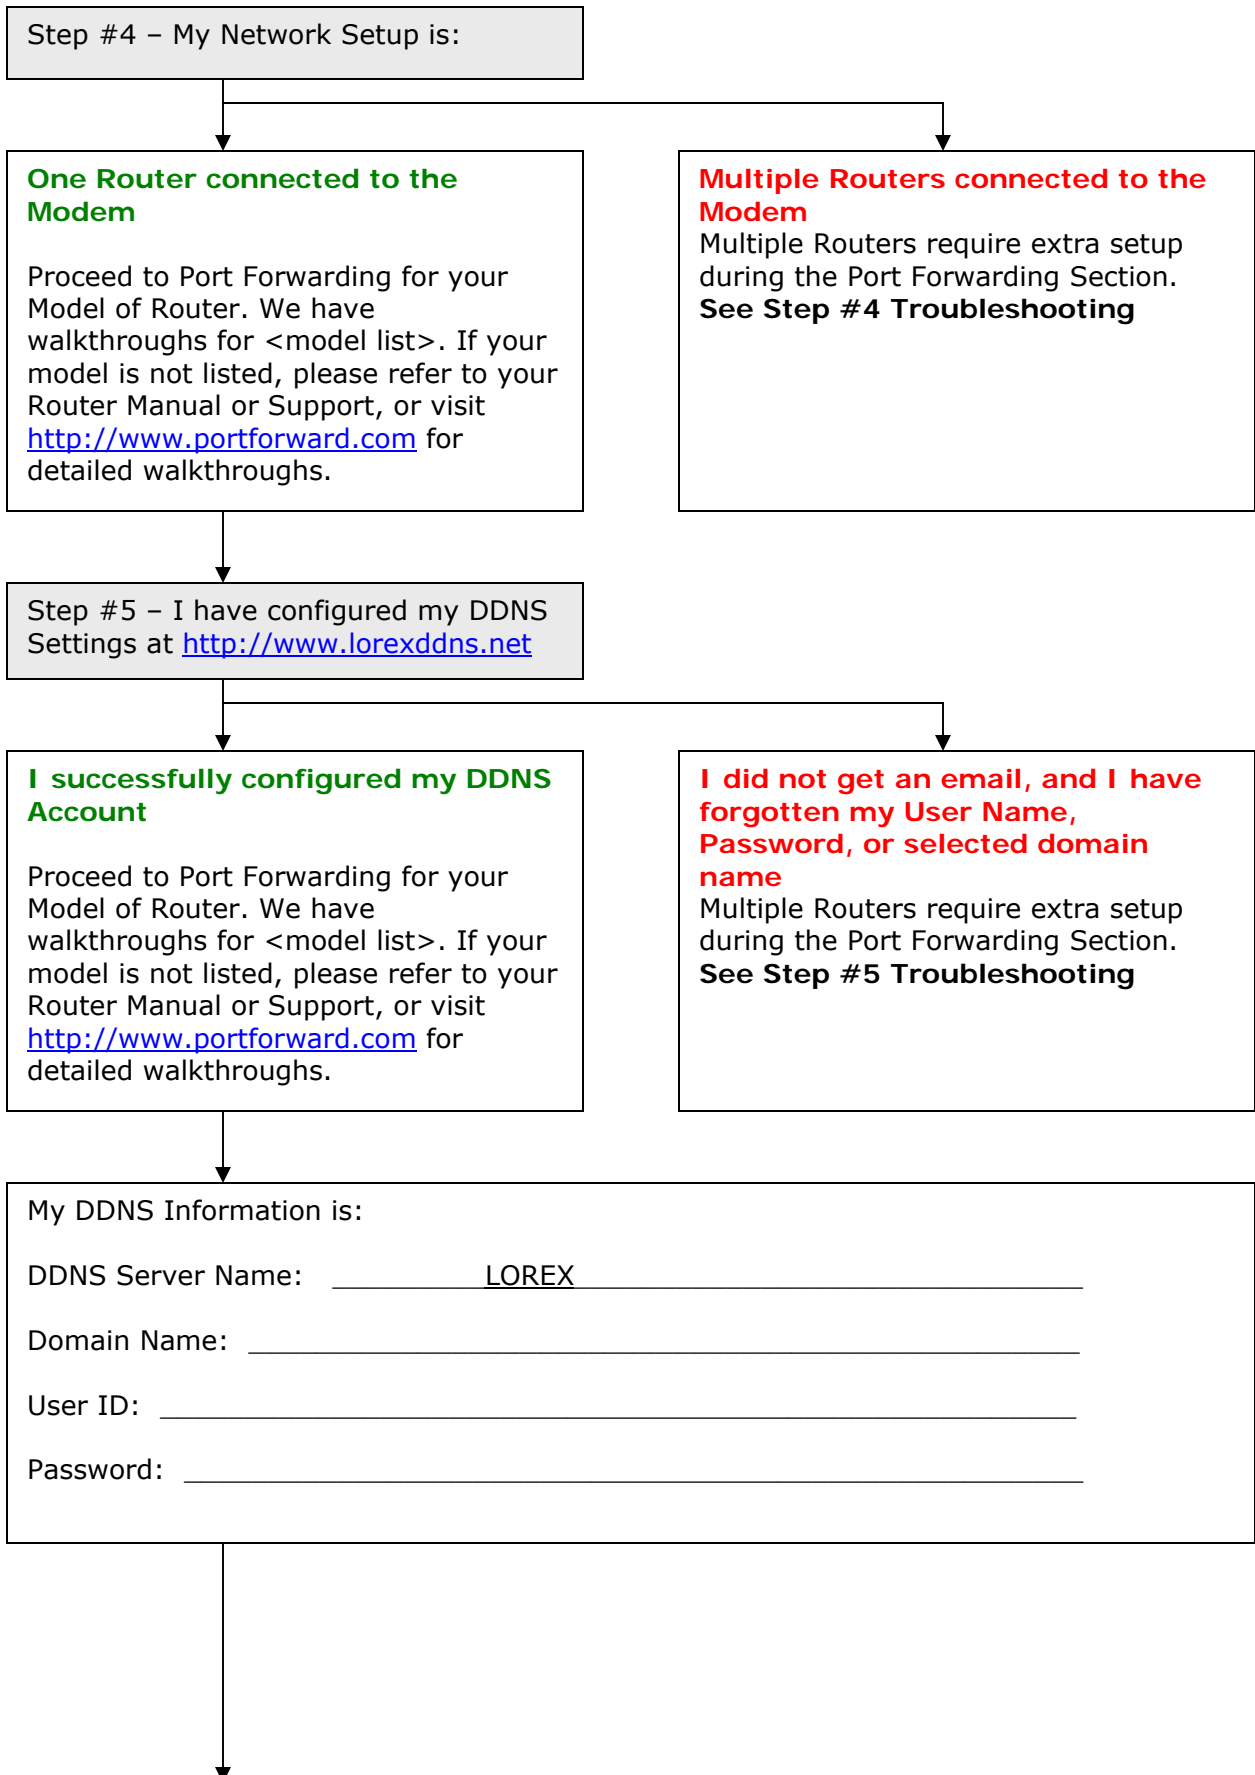 Step #4 – My Network Setup is:
One Router connected to the
Modem
Proceed to Port Forwarding for your
Model of Router. We have
walkthroughs for <model list>. If your
model is not listed, please refer to your
Router Manual or Support, or visit
http://www.portforward.com for
detailed walkthroughs.
Multiple Routers connected to the
Modem
Multiple Routers require extra setup
during the Port Forwarding Section.
See Step #4 Troubleshooting
Step #5 – I have configured my DDNS
Settings at http://www.lorexddns.net
I successfully configured my DDNS
Account
Proceed to Port Forwarding for your
Model of Router. We have
walkthroughs for <model list>. If your
model is not listed, please refer to your
Router Manual or Support, or visit
http://www.portforward.com for
detailed walkthroughs.
I did not get an email, and I have
forgotten my User Name,
Password, or selected domain
name
Multiple Routers require extra setup
during the Port Forwarding Section.
See Step #5 Troubleshooting
My DDNS Information is:
DDNS Server Name: LOREX
Domain Name:
User ID:
Password: